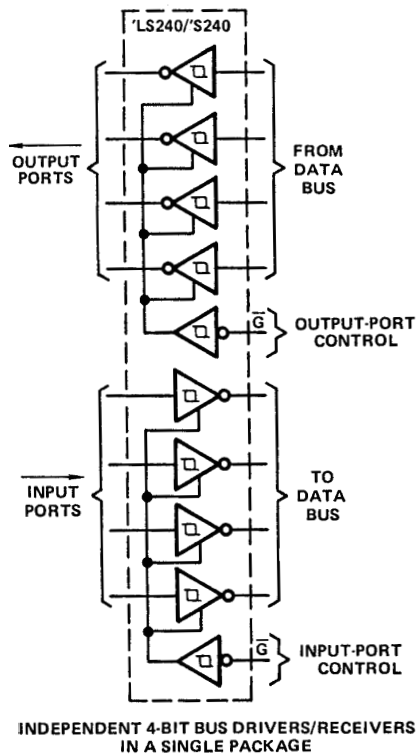 'LS240/'S240
OUTPUT
PORTS
FROM
DATA
BUS
G̅
OUTPUT-PORT
CONTROL
INPUT
PORTS
TO
DATA
BUS
G̅
INPUT-PORT
CONTROL
INDEPENDENT 4-BIT BUS DRIVERS/RECEIVERS
IN A SINGLE PACKAGE